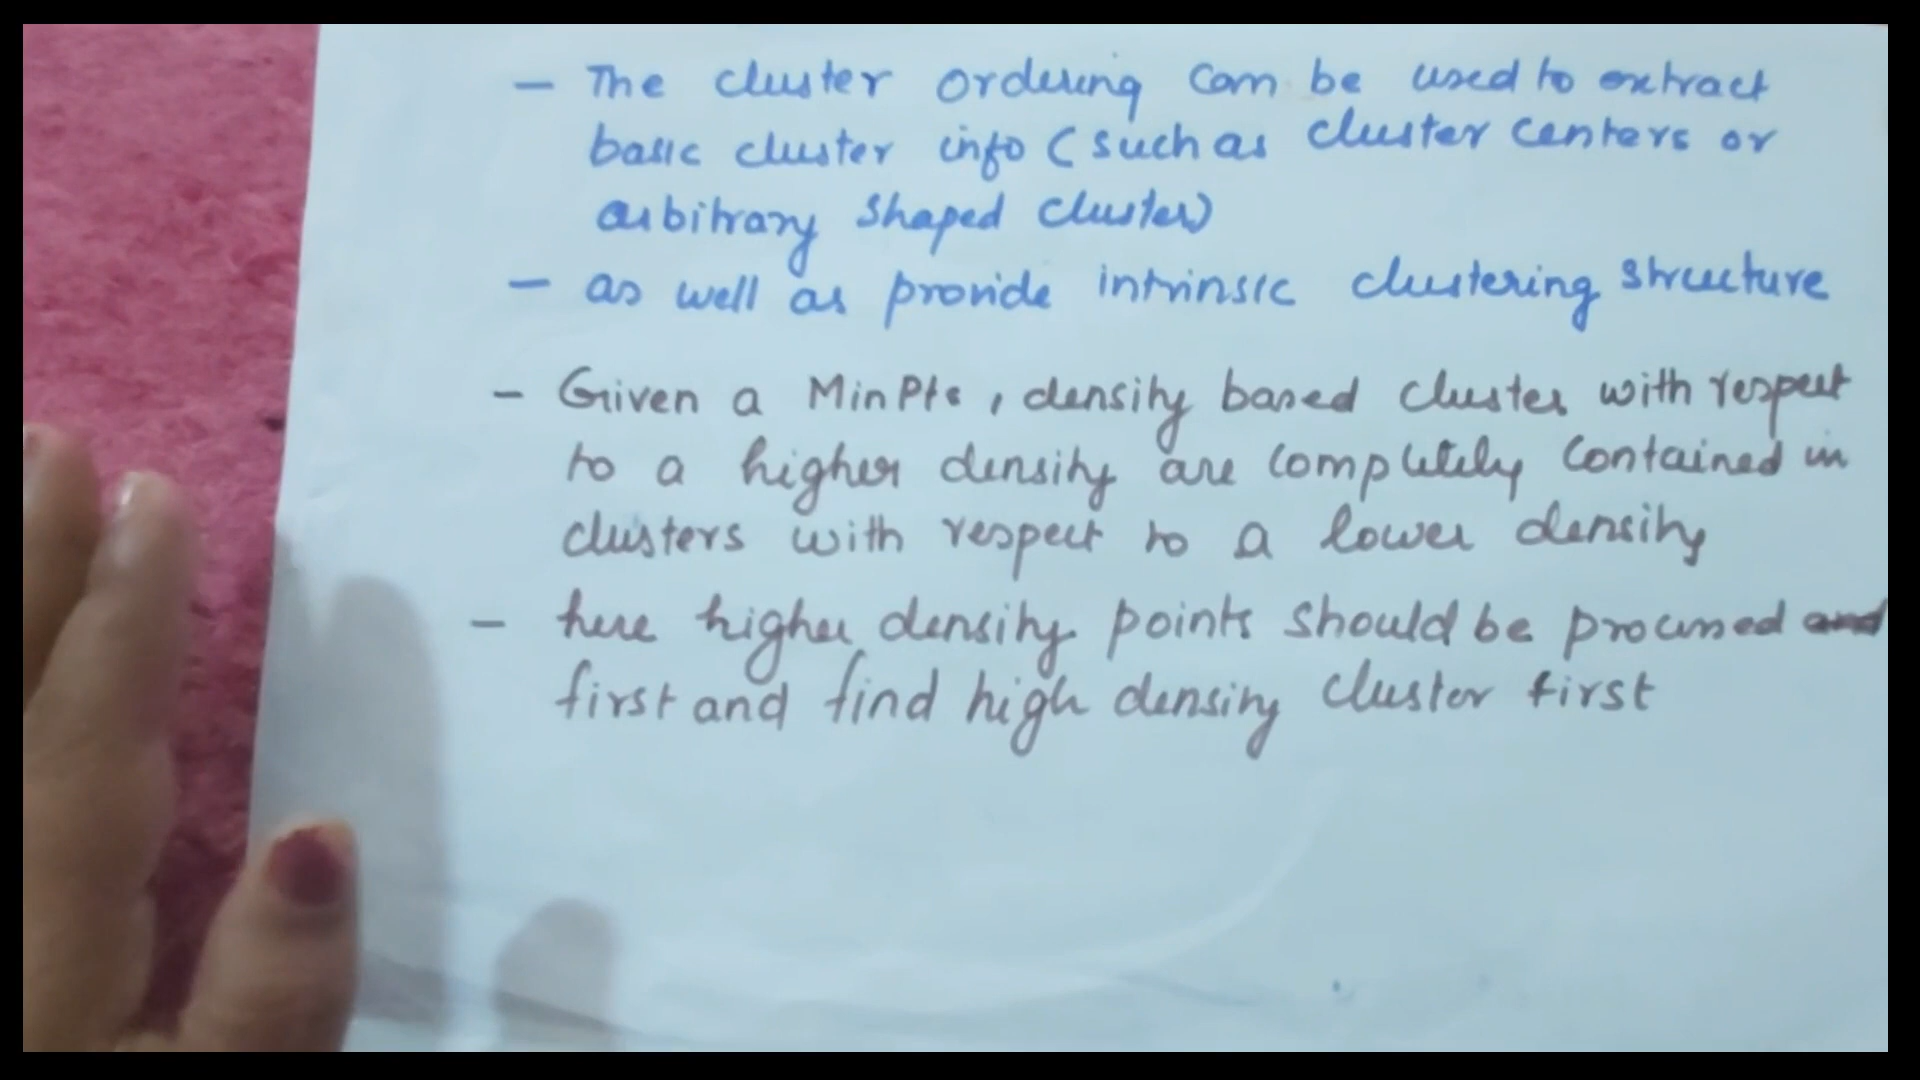 - The cluster ordering can be used to extract
basic cluster info (such as cluster centers or
arbitrary shaped cluster)
- as well as provide intrinsic clustering structure
- Given a MinPts, density based cluster with respect
to a higher density are completely contained in
clusters with respect to a lower density
- here higher density points should be processed and
first and find high density cluster first